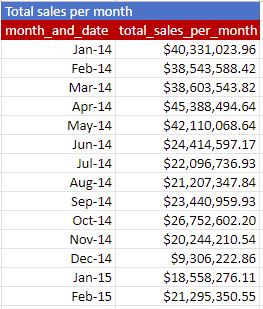 Total sales per month
month_and_date total_sales_per_month
Jan-14 $40,331,023.96
Feb-14 $38,543,588.42
Mar-14 $38,603,543.82
Apr-14 $45,388,494.64
May-14 $42,110,068.64
Jun-14 $24,414,597.17
Jul-14 $22,096,736.93
Aug-14 $21,207,347.84
Sep-14 $23,440,959.93
Oct-14 $26,752,602.20
Nov-14 $20,244,210.54
Dec-14 $9,306,222.86
Jan-15 $18,558,276.11
Feb-15 $21,295,350.55